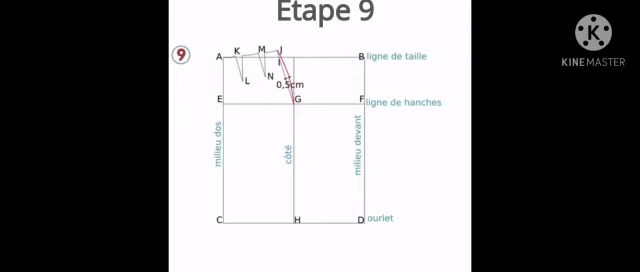 Etape 9
9
K
KINEMASTER
A K M J B ligne de taille
I
L N
0,5cm
E G F ligne de hanches
milieu dos
côté
milieu devant
C H D ourlet